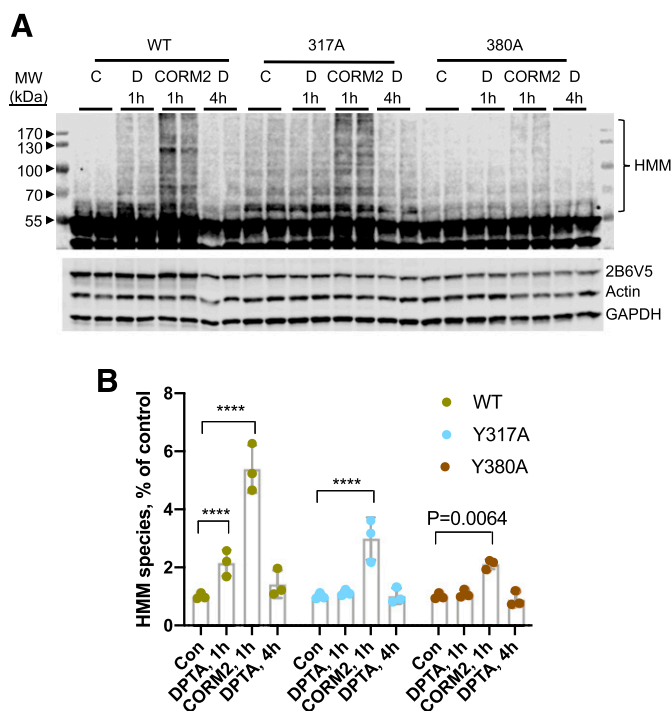 A
WT 317A 380A
MW
(kDa)
C D CORM2 D C D CORM2 D C D CORM2 D
1h 1h 4h 1h 1h 4h 1h 1h 4h
170
130
100
70
55
HMM
2B6V5
Actin
GAPDH
B
HMM species, % of control
8
6
4
2
0
****
****
****
P=0.0064
WT
Y317A
Y380A
Con DPTA, 1h CORM2, 1h DPTA, 4h Con DPTA, 1h CORM2, 1h DPTA, 4h Con DPTA, 1h CORM2, 1h DPTA, 4h